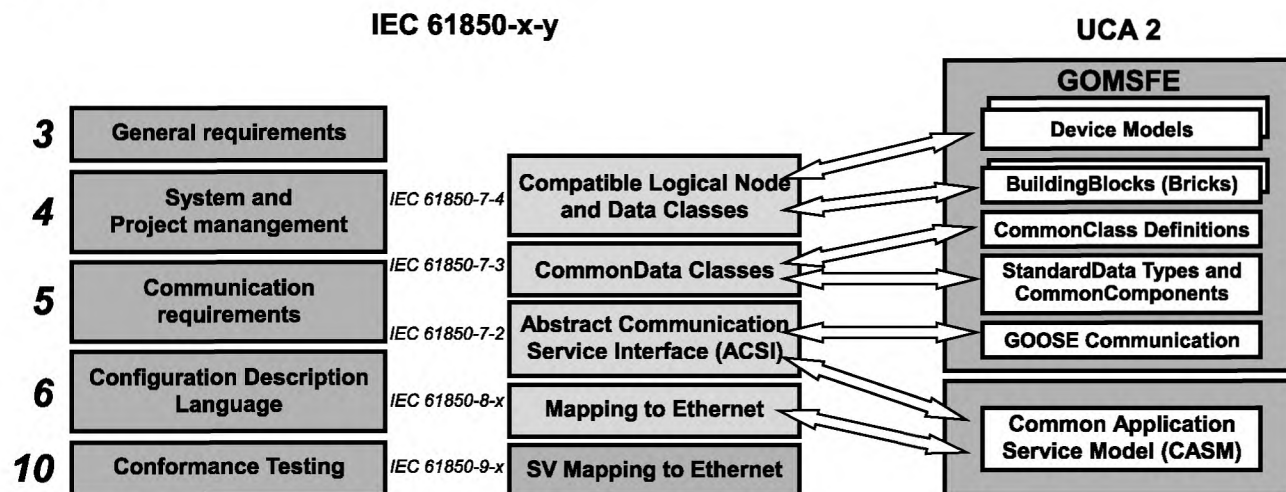 IEC 61850-x-y
UCA 2
GOMSFE
3
General requirements
4
System and
Project manangement
5
Communication
requirements
6
Configuration Description
Language
10
Conformance Testing
IEC 61850-7-4
IEC 61850-7-3
IEC 61850-7-2
IEC 61850-8-x
IEC 61850-9-x
Compatible Logical Node
and Data Classes
CommonData Classes
Abstract Communication
Service Interface (ACSI)
Mapping to Ethernet
SV Mapping to Ethernet
Device Models
BuildingBlocks (Bricks)
CommonClass Definitions
StandardData Types and
CommonComponents
GOOSE Communication
Common Application
Service Model (CASM)